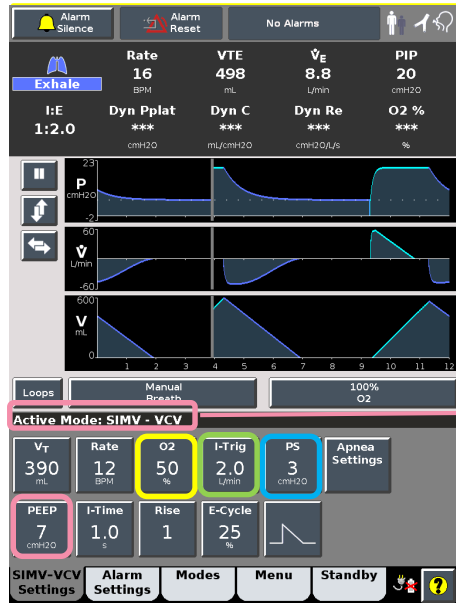 Alarm Silence
Alarm Reset
No Alarms
Exhale
Rate
16
BPM
VTE
498
mL
V̇E
8.8
L/min
PIP
20
cmH2O
I:E
1:2.0
Dyn Pplat
***
cmH2O
Dyn C
***
mL/cmH2O
Dyn Re
***
cmH2O/L/s
O2 %
***
%
23
P
cmH2O
-2
60
V̇
L/min
-60
600
V
mL
0
1 2 3 4 5 6 7 8 9 10 11 12
Loops
Manual Breath
100% O2
Active Mode: SIMV - VCV
VT
390
mL
Rate
12
BPM
O2
50
%
I-Trig
2.0
L/min
PS
3
cmH2O
Apnea Settings
PEEP
7
cmH2O
I-Time
1.0
s
Rise
1
E-Cycle
25
%
SIMV-VCV Settings
Alarm Settings
Modes
Menu
Standby
?